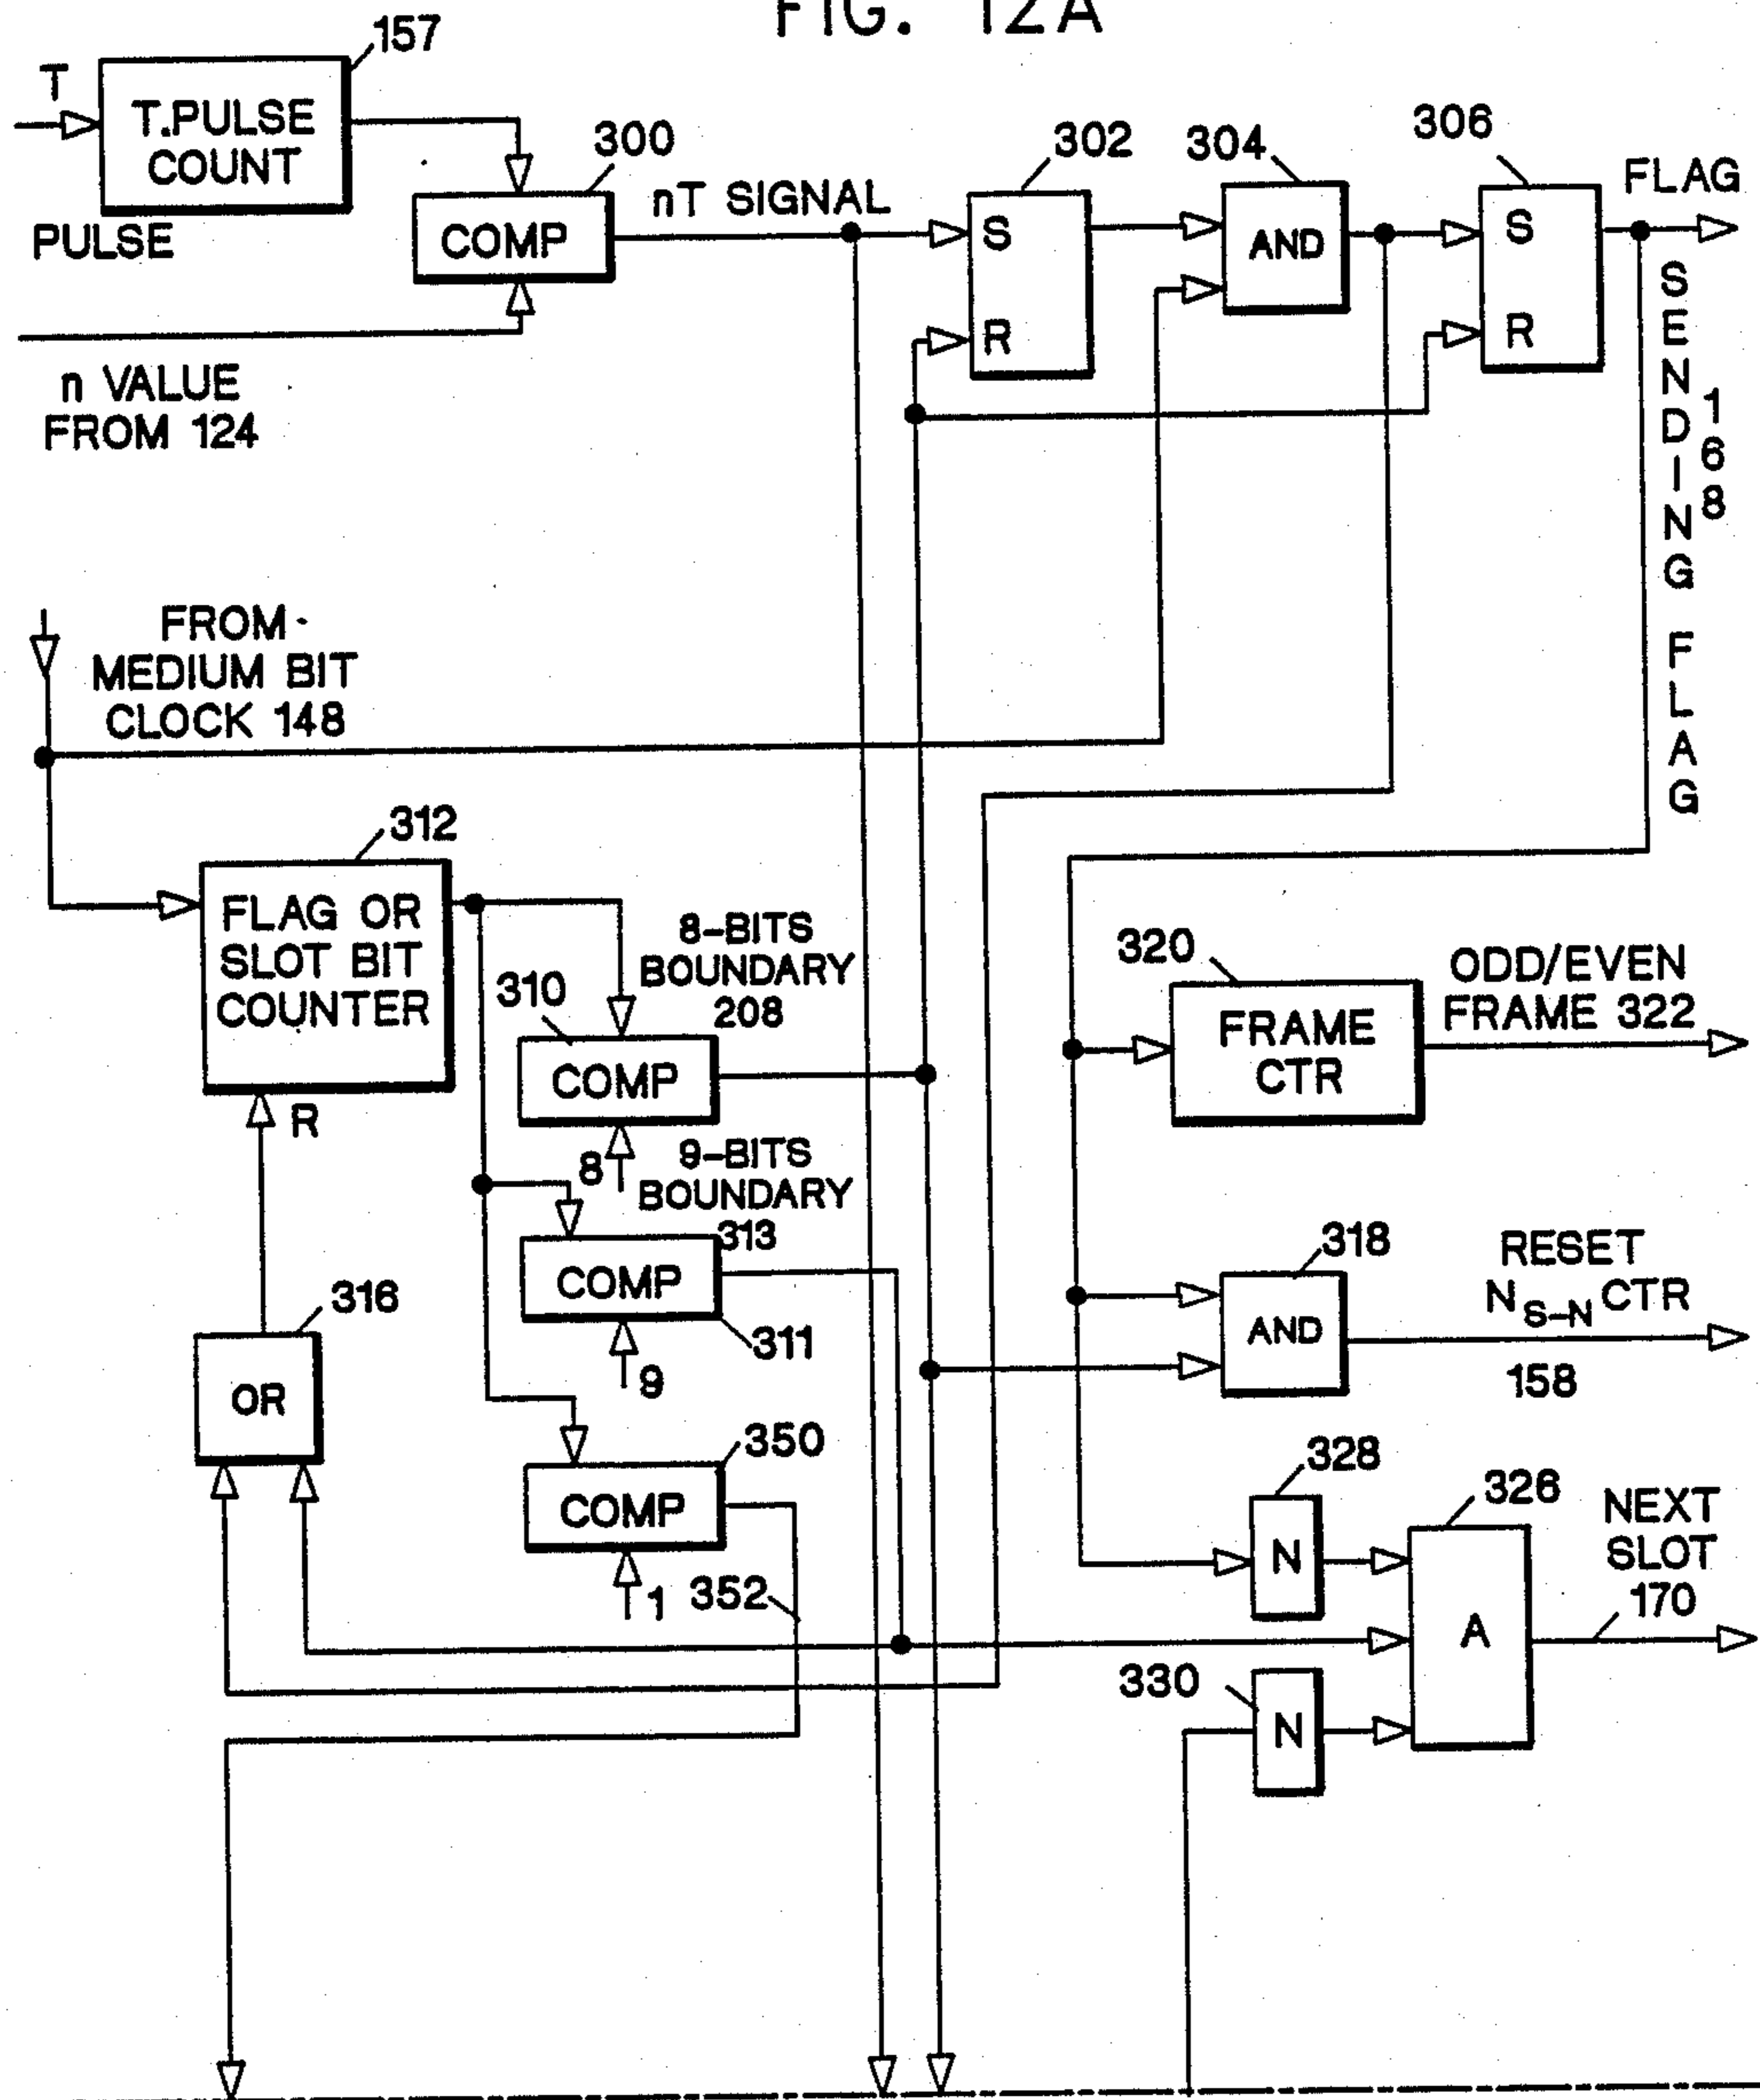 FIG. 12A
157
T
T.PULSE
COUNT
PULSE
300
COMP
nT SIGNAL
n VALUE
FROM 124
302
S
R
304
AND
306
S
R
FLAG
SENDING FLAG
168
FROM
MEDIUM BIT
CLOCK 148
312
FLAG OR
SLOT BIT
COUNTER
R
8-BITS
BOUNDARY
208
310
COMP
8
9-BITS
BOUNDARY
313
COMP
311
9
316
OR
350
COMP
1
352
320
FRAME
CTR
ODD/EVEN
FRAME 322
318
AND
RESET
NS-N CTR
158
328
N
326
A
NEXT
SLOT
170
330
N